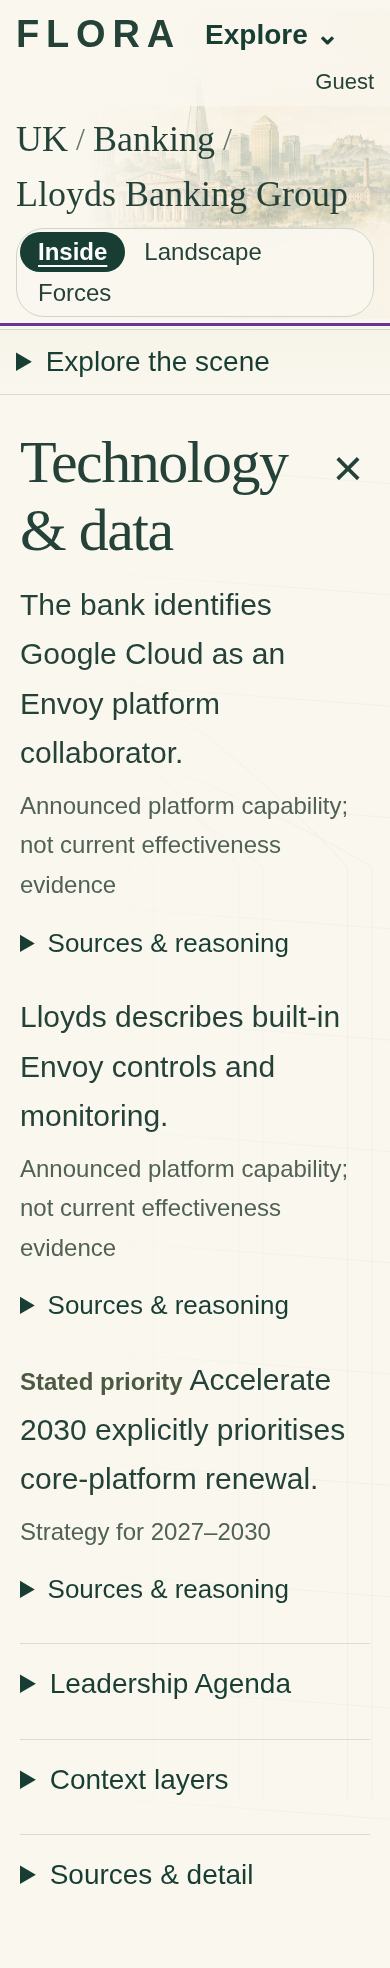 FLORA Explore
Guest
UK / Banking /
Lloyds Banking Group
Inside Landscape
Forces
Explore the scene
Technology ✕
& data
The bank identifies
Google Cloud as an
Envoy platform
collaborator.
Announced platform capability;
not current effectiveness
evidence
Sources & reasoning
Lloyds describes built-in
Envoy controls and
monitoring.
Announced platform capability;
not current effectiveness
evidence
Sources & reasoning
Stated priority Accelerate
2030 explicitly prioritises
core-platform renewal.
Strategy for 2027–2030
Sources & reasoning
Leadership Agenda
Context layers
Sources & detail